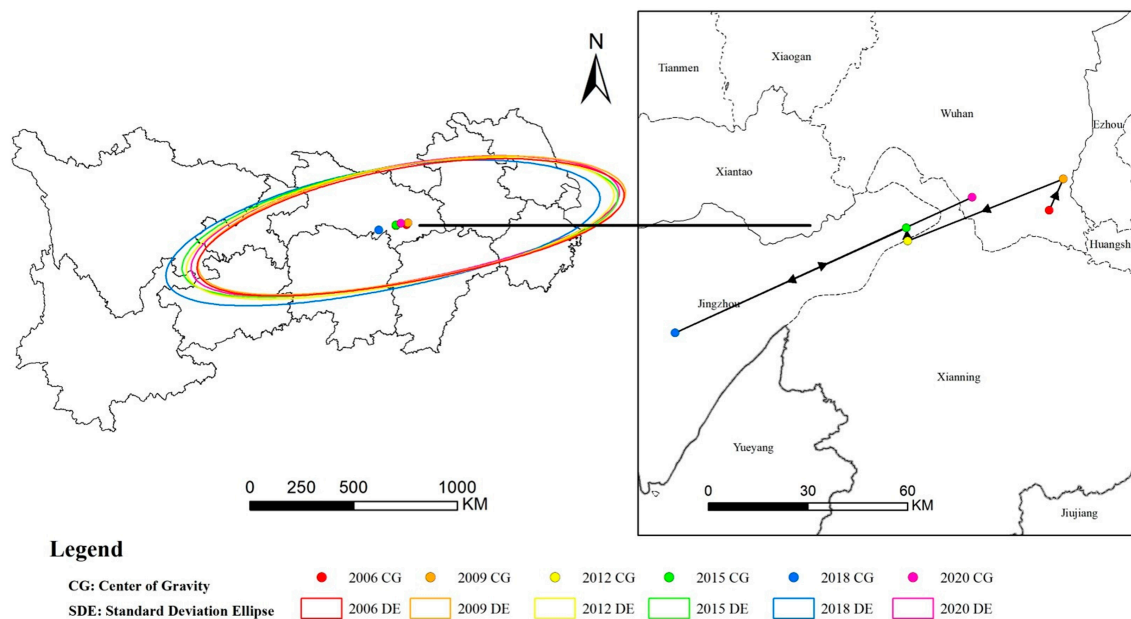 N
Tianmen
Xiaogan
Wuhan
Ezhou
Xiantao
Huangsh
Jingzhou
Xianning
Yueyang
Jiujiang
0 250 500 1000 KM
0 30 60 KM
Legend
CG: Center of Gravity
2006 CG 2009 CG 2012 CG 2015 CG 2018 CG 2020 CG
SDE: Standard Deviation Ellipse
2006 DE 2009 DE 2012 DE 2015 DE 2018 DE 2020 DE